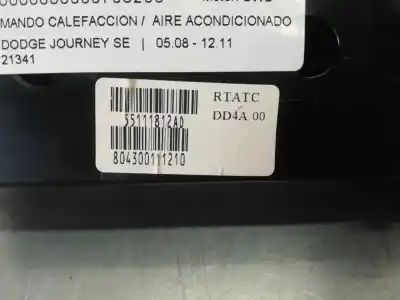 MANDO CALEFACCION / AIRE ACONDICIONADO
DODGE JOURNEY SE | 05.08 - 12.11
21341
RTATC
55111812AD
DD4A 00
804300111210